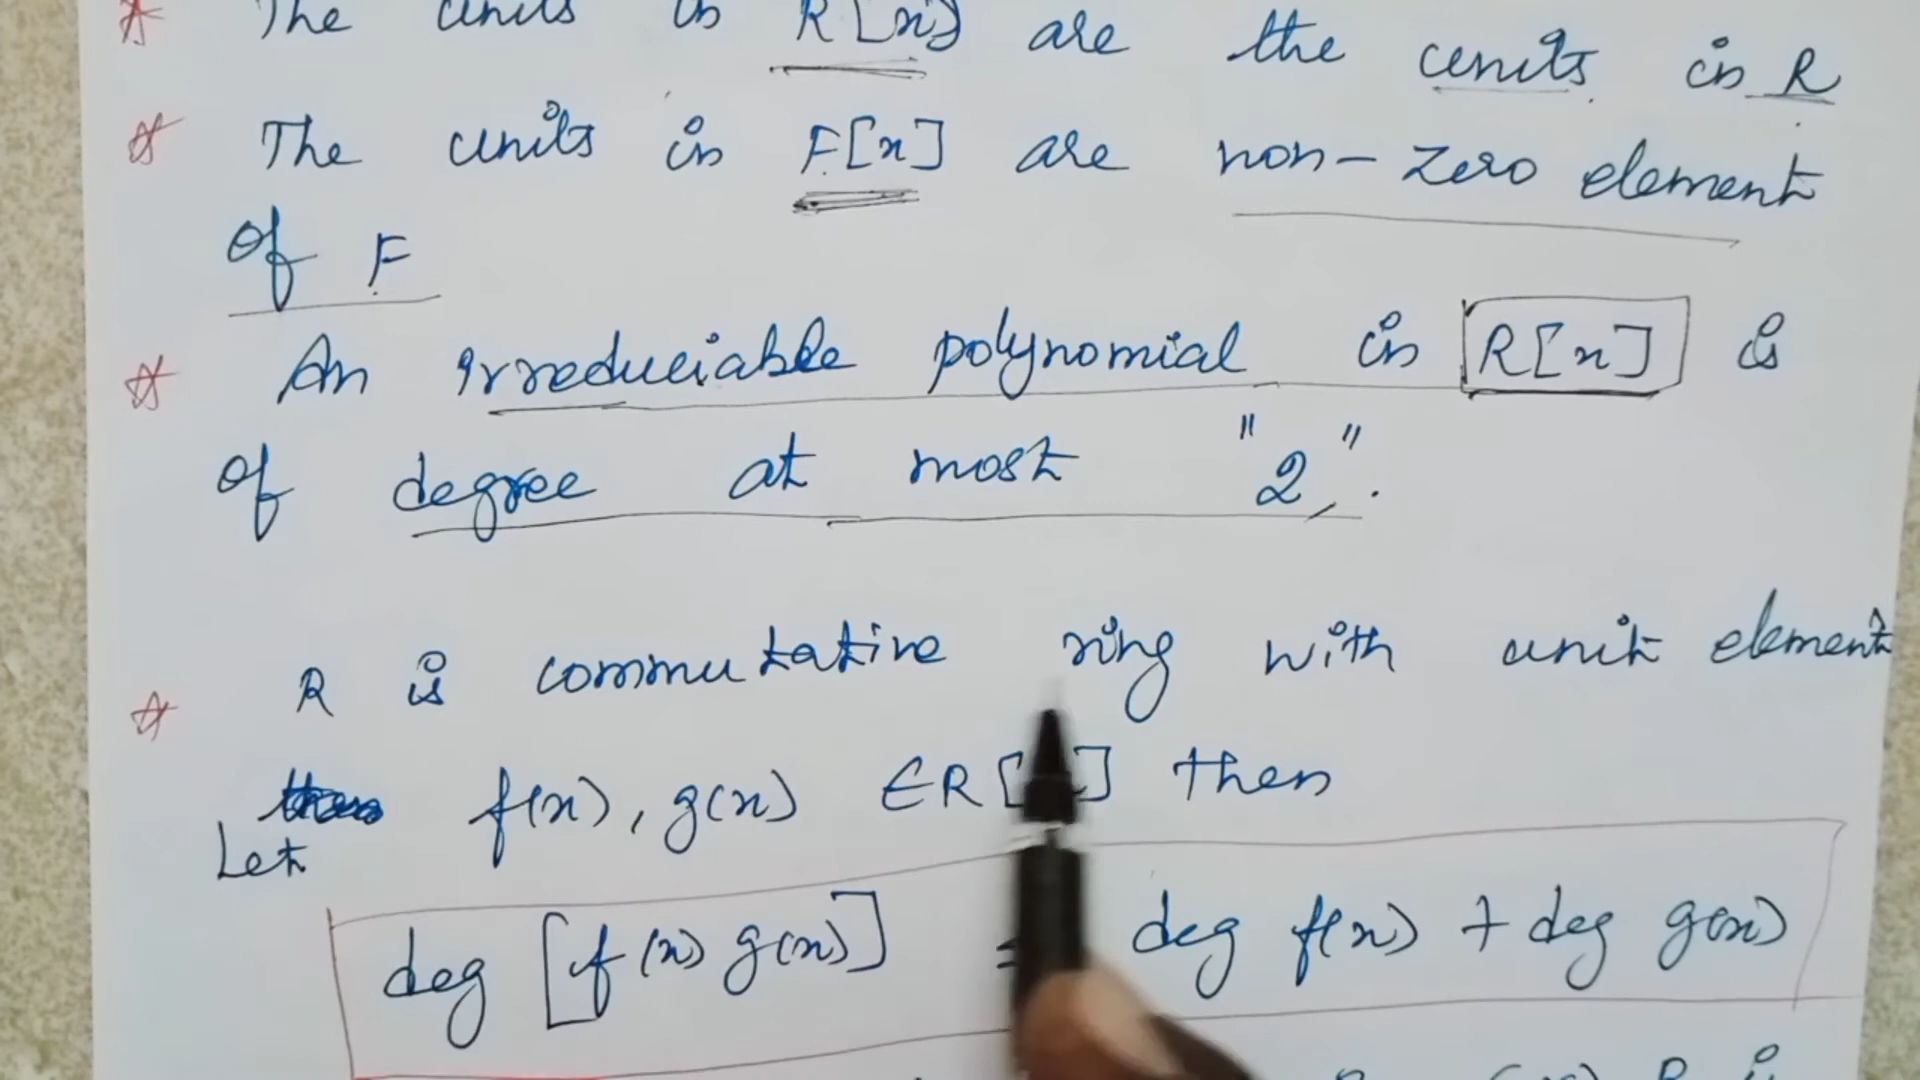 ☆ The units in R[x] are the units in R
☆ The units in F[x] are non-zero element
of F
☆ An irreduciable polynomial in R[x] is
of degree at most "2".
☆ R is commutative ring with unit element
Let f(x), g(x) ∈ R[x] then
deg [f(x) g(x)] = deg f(x) + deg g(x)